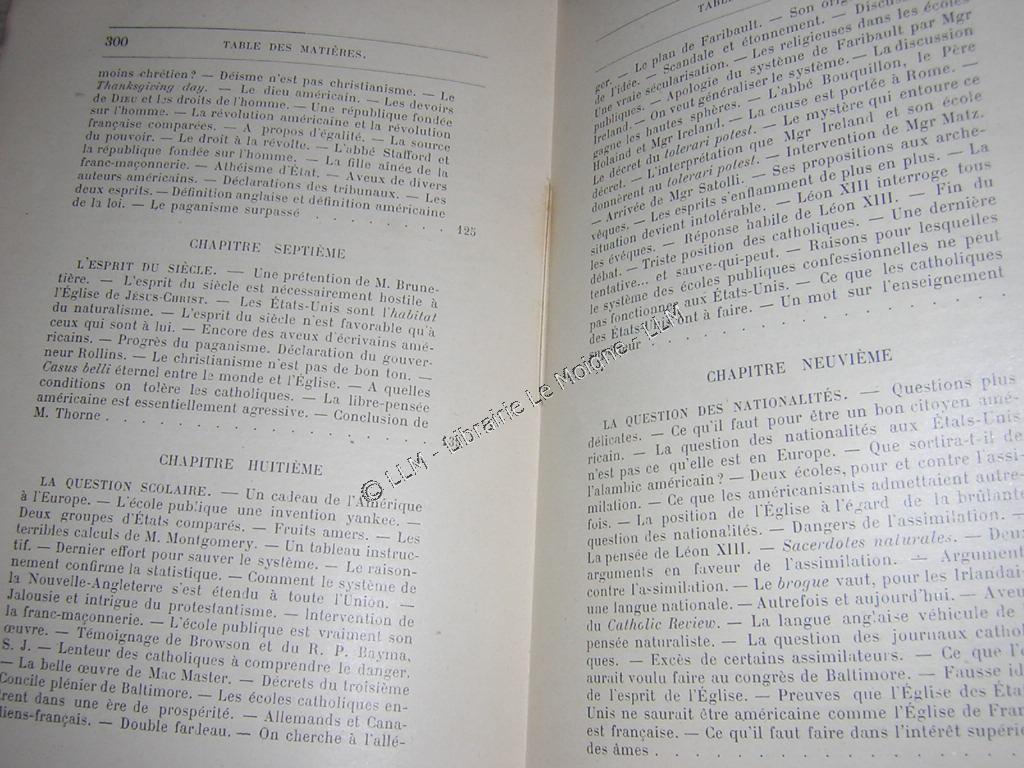 300
TABLE DES MATIÈRES.
moins chrétien? — Déisme n'est pas christianisme. — Le
Thanksgiving day. — Le dieu américain. — Les devoirs
de DIEU et les droits de l'homme. — Une république fondée
sur l'homme. — La révolution américaine et la révolution
française comparées. — A propos d'égalité. — La source
du pouvoir. — Le droit à la révolte. — L'abbé Stafford et
la république fondée sur l'homme. — La fille aînée de la
franc-maçonnerie. — Athéisme d'État. — Aveux de divers
auteurs américains. — Déclarations des tribunaux. — Les
deux esprits. — Définition anglaise et définition américaine
de la loi. — Le paganisme surpassé . . . . . . . 125
CHAPITRE SEPTIÈME
L'ESPRIT DU SIÈCLE. — Une prétention de M. Brune-
tière. — L'esprit du siècle est nécessairement hostile à
l'Église de JÉSUS-CHRIST. — Les États-Unis sont l'habitat
du naturalisme. — L'esprit du siècle n'est favorable qu'à
ceux qui sont à lui. — Encore des aveux d'écrivains amé-
ricains. — Progrès du paganisme. Déclaration du gouver-
neur Rollins. — Le christianisme n'est pas de bon ton. —
Casus belli éternel entre le monde et l'Église. — A quelles
conditions on tolère les catholiques. — La libre-pensée
américaine est essentiellement agressive. — Conclusion de
M. Thorne . . . . . . . . . . . .
CHAPITRE HUITIÈME
LA QUESTION SCOLAIRE. — Un cadeau de l'Amérique
à l'Europe. — L'école publique une invention yankee. —
Deux groupes d'États comparés. — Fruits amers. — Les
terribles calculs de M. Montgomery. — Un tableau instruc-
tif. — Dernier effort pour sauver le système. — Le raison-
nement confirme la statistique. — Comment le système de
la Nouvelle-Angleterre s'est étendu à toute l'Union. —
Jalousie et intrigue du protestantisme. — Intervention de
la franc-maçonnerie. — L'école publique est vraiment son
œuvre. — Témoignage de Browson et du R. P. Bayma,
S. J. — Lenteur des catholiques à comprendre le danger.
— La belle œuvre de Mac Master. — Décrets du troisième
Concile plénier de Baltimore. — Les écoles catholiques en-
trent dans une ère de prospérité. — Allemands et Cana-
diens-français. — Double fardeau. — On cherche à l'allé-
TABLE
ger. — Le plan de Faribault. — Son
de l'idée. — Scandale et étonnement. —
Une vraie sécularisation. — Les religieuses dans les écoles
publiques. — Apologie du système de Faribault par Mgr
Ireland. — On veut généraliser le système. — La discussion
gagne les hautes sphères. — L'abbé Bouquillon, le Père
Holaind et Mgr Ireland. — La cause est portée à Rome. —
Le décret du tolerari potest. — Le mystère qui entoure ce
décret. — L'interprétation que Mgr Ireland et son école
donnèrent au tolerari potest. — Intervention de Mgr Matz.
— Arrivée de Mgr Satolli. — Ses propositions aux arche-
vêques. — Les esprits s'enflamment de plus en plus. — La
situation devient intolérable. — Léon XIII interroge tous
les évêques. — Réponse habile de Léon XIII. — Fin du
débat. — Triste position des catholiques. — Une dernière
tentative... et sauve-qui-peut. — Raisons pour lesquelles
le système des écoles publiques confessionnelles ne peut
pas fonctionner aux États-Unis. — Ce que les catholiques
des États-Unis ont à faire. — Un mot sur l'enseignement
. . . . . . . . . . . .
CHAPITRE NEUVIÈME
LA QUESTION DES NATIONALITÉS. — Questions plus
délicates. — Ce qu'il faut pour être un bon citoyen amé-
ricain. — La question des nationalités aux États-Unis
n'est pas ce qu'elle est en Europe. — Que sortira-t-il de
l'alambic américain? — Deux écoles, pour et contre l'assi-
milation. — Ce que les américanisants admettaient autre-
fois. — La position de l'Église à l'égard de la brûlante
question des nationalités. — Dangers de l'assimilation. —
La pensée de Léon XIII. — Sacerdotes naturales. — Deux
arguments en faveur de l'assimilation. — Argument
contre l'assimilation. — Le brogue vaut, pour les Irlandai-
une langue nationale. — Autrefois et aujourd'hui. — Aveu
du Catholic Review. — La langue anglaise véhicule de
pensée naturaliste. — La question des journaux cathol
ques. — Excès de certains assimilateurs. — Ce que l'
aurait voulu faire au congrès de Baltimore. — Fausse id
de l'esprit de l'Église. — Preuves que l'Église des Éta
Unis ne saurait être américaine comme l'Église de Fran
est française. — Ce qu'il faut faire dans l'intérêt supérie
des âmes . . . . . . . . . . . .
© LLM - Librairie Le Moigne - LLM